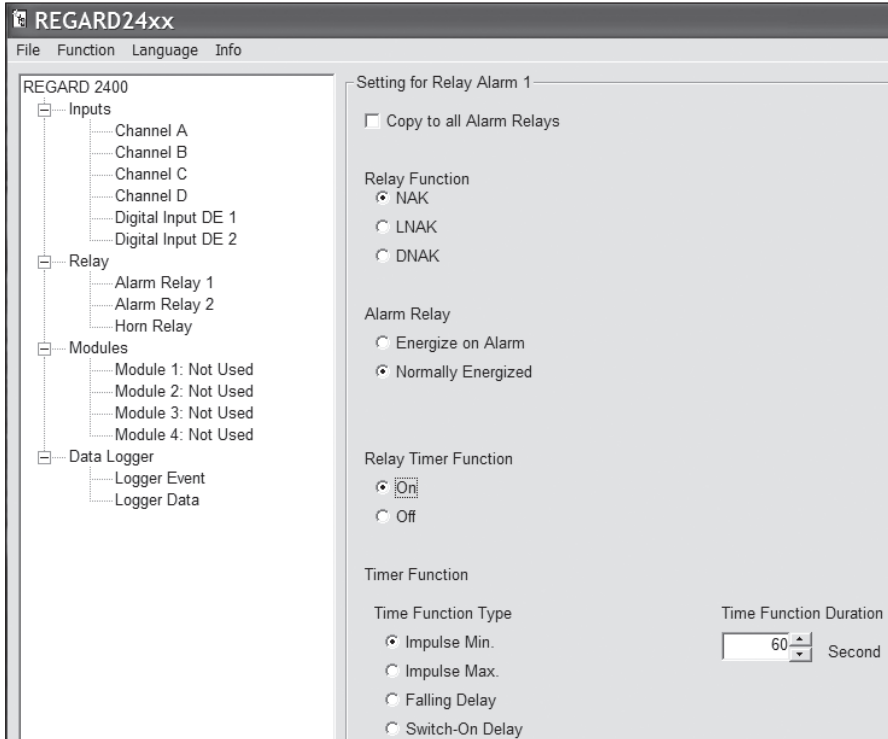 REGARD24xx
File Function Language Info
REGARD 2400
Inputs
Channel A
Channel B
Channel C
Channel D
Digital Input DE 1
Digital Input DE 2
Relay
Alarm Relay 1
Alarm Relay 2
Horn Relay
Modules
Module 1: Not Used
Module 2: Not Used
Module 3: Not Used
Module 4: Not Used
Data Logger
Logger Event
Logger Data
Setting for Relay Alarm 1
Copy to all Alarm Relays
Relay Function
NAK
LNAK
DNAK
Alarm Relay
Energize on Alarm
Normally Energized
Relay Timer Function
On
Off
Timer Function
Time Function Type
Impulse Min.
Impulse Max.
Falling Delay
Switch-On Delay
Time Function Duration
60 Second